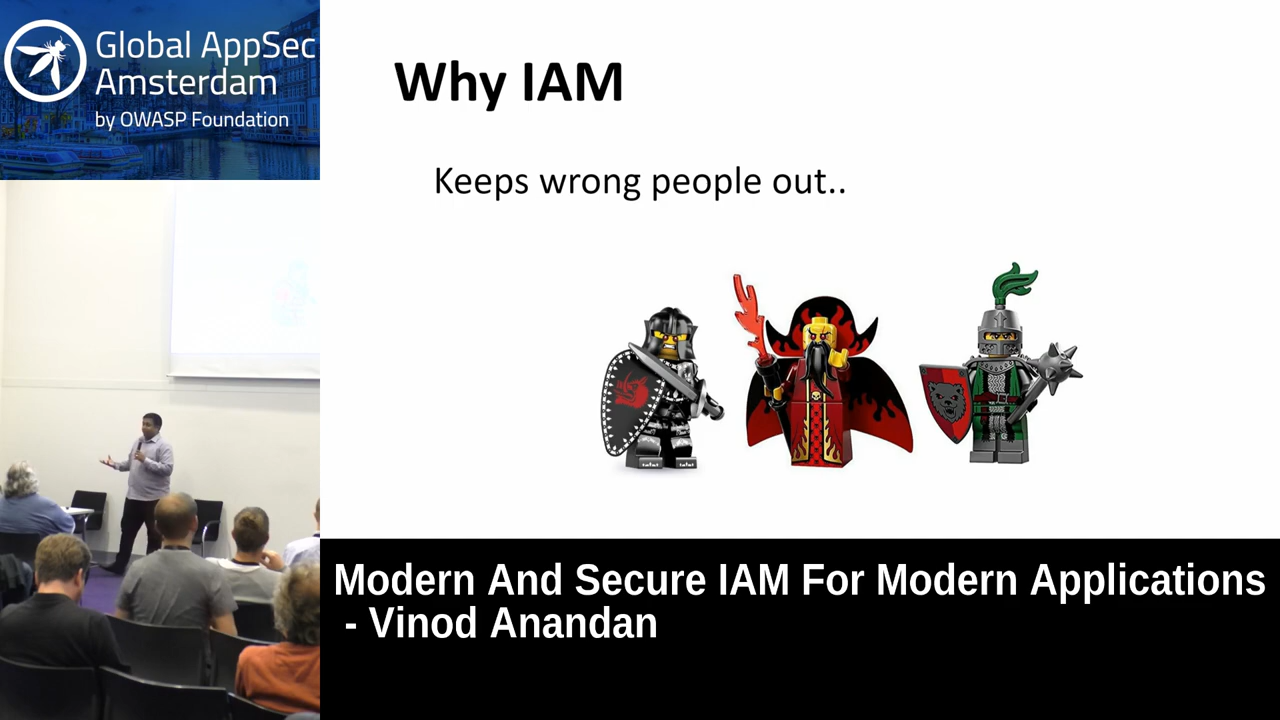 Global AppSec
Amsterdam
by OWASP Foundation
Why IAM
Keeps wrong people out..
Modern And Secure IAM For Modern Applications
- Vinod Anandan